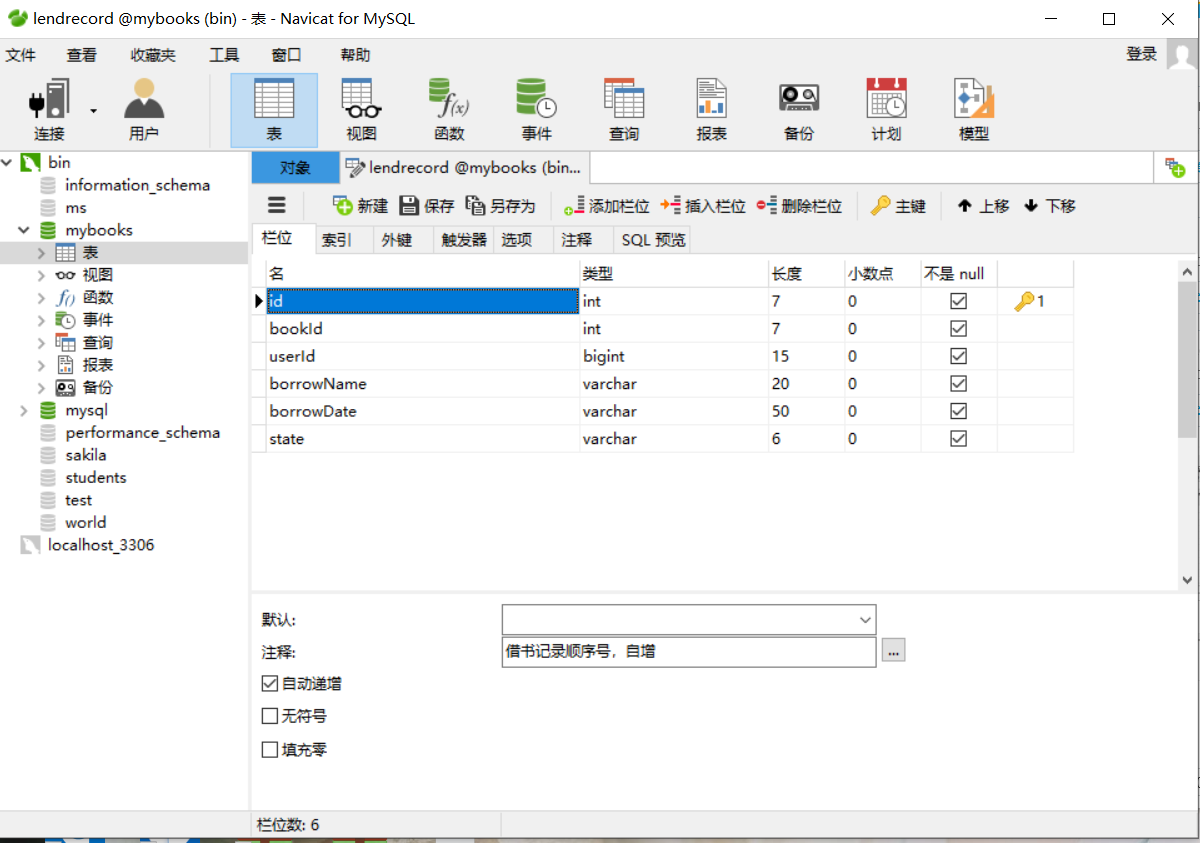 lendrecord @mybooks (bin) - 表 - Navicat for MySQL
文件 查看 收藏夹 工具 窗口 帮助 登录
连接 用户 表 视图 函数 事件 查询 报表 备份 计划 模型
bin
information_schema
ms
mybooks
表
视图
函数
事件
查询
报表
备份
mysql
performance_schema
sakila
students
test
world
localhost_3306
对象 lendrecord @mybooks (bin...
新建 保存 另存为 添加栏位 插入栏位 删除栏位 主键 上移 下移
栏位 索引 外键 触发器 选项 注释 SQL 预览
名 类型 长度 小数点 不是 null
id int 7 0 1
bookId int 7 0
userId bigint 15 0
borrowName varchar 20 0
borrowDate varchar 50 0
state varchar 6 0
默认:
注释: 借书记录顺序号，自增 ...
自动递增
无符号
填充零
栏位数: 6